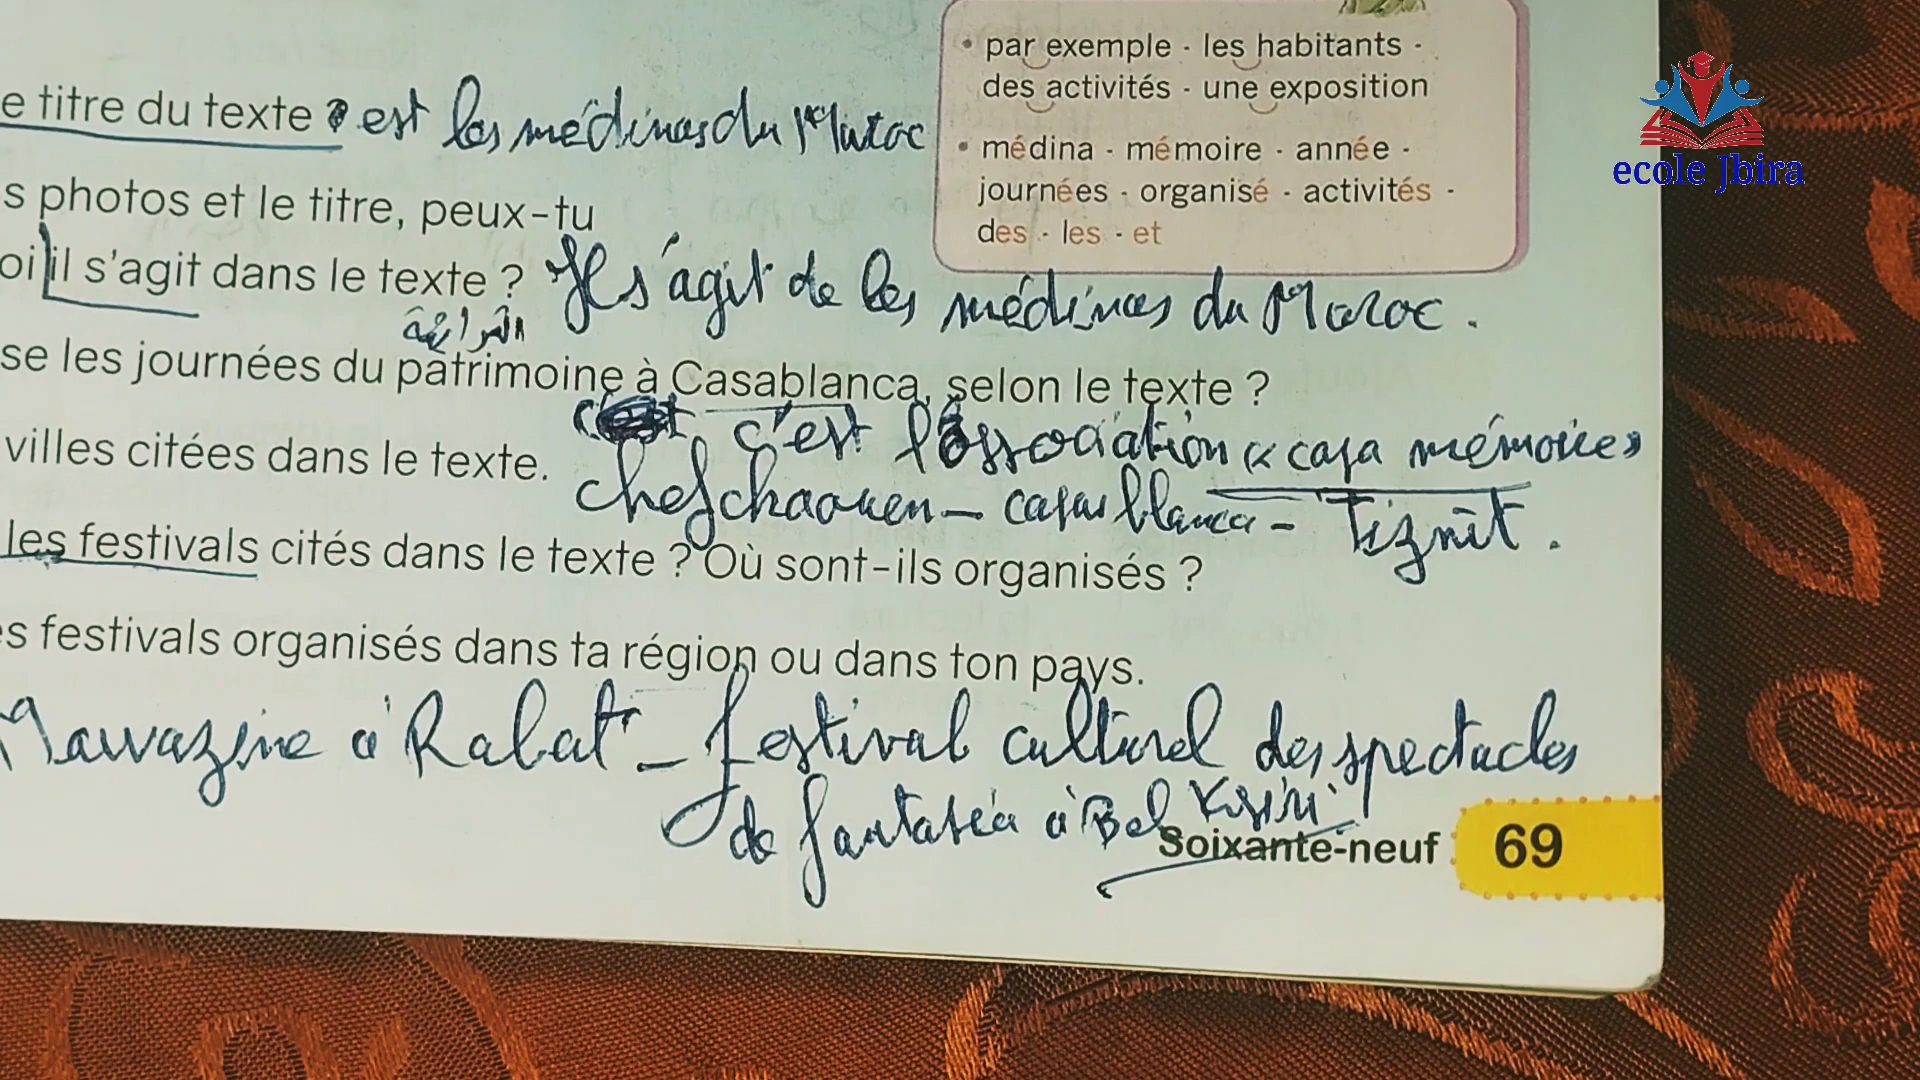 • par exemple - les habitants -
des activités - une exposition
• médina - mémoire - année -
journées - organisé - activités -
des - les - et
ecole Jbira
e titre du texte ? est les médinas du Maroc
s photos et le titre, peux-tu
oi il s'agit dans le texte ? Il s'agit de les médinas du Maroc.
se les journées du patrimoine à Casablanca, selon le texte ?
c'est l'association « casa mémoire »
villes citées dans le texte.
chefchaouen - casablanca - Tiznit.
les festivals cités dans le texte ? Où sont-ils organisés ?
s festivals organisés dans ta région ou dans ton pays.
Mawazine à Rabat - festival culturel des spectacles
de fantasia à Bel Ksiri
Soixante-neuf 69